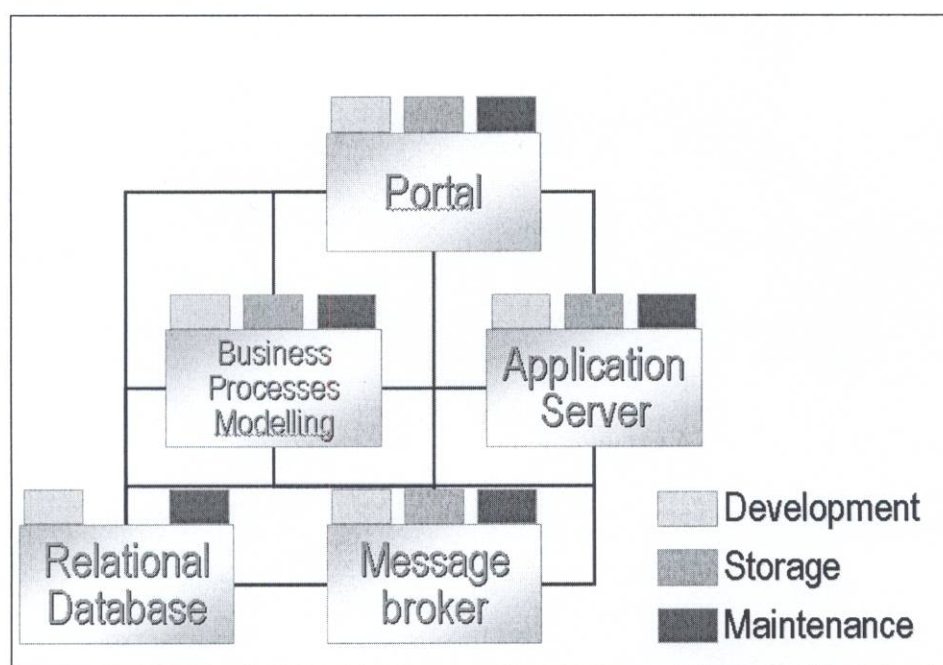 Portal
Business
Processes
Modelling
Application
Server
Relational
Database
Message
broker
Development
Storage
Maintenance